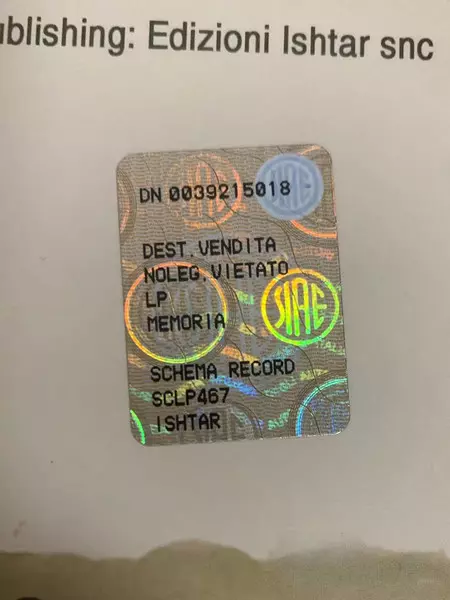 ublishing: Edizioni Ishtar snc
DN 0039215018
DEST.VENDITA
NOLEG.VIETATO
LP
SIAE
MEMORIA
SCHEMA RECORD
SCLP467
ISHTAR